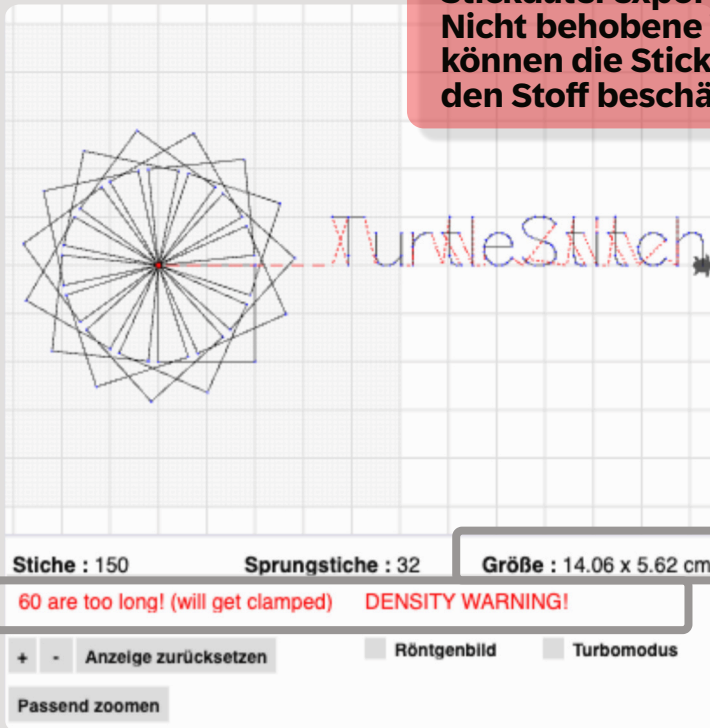 Nicht behobene
können die Stick
den Stoff beschä
TurtleStitch
Stiche : 150 Sprungstiche : 32 Größe : 14.06 x 5.62 cm
60 are too long! (will get clamped) DENSITY WARNING!
+ - Anzeige zurücksetzen Röntgenbild Turbomodus
Passend zoomen